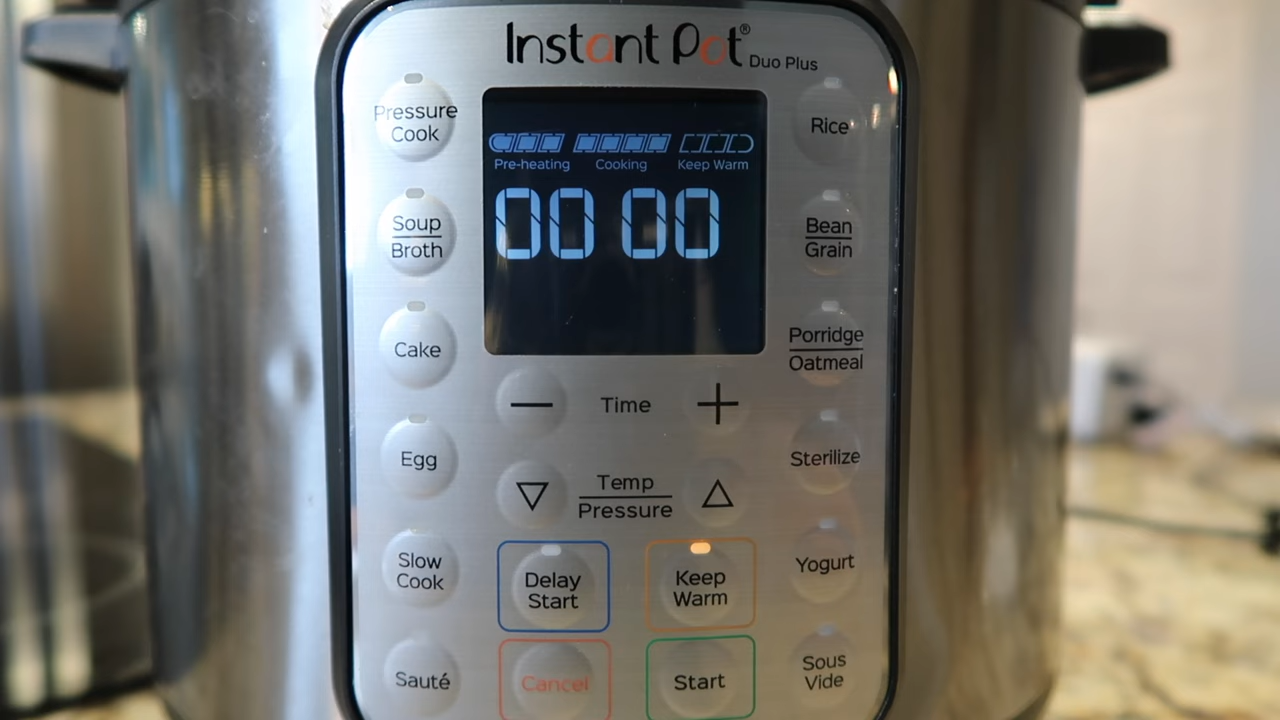 Instant Pot® Duo Plus
Pressure
Cook
Rice
Pre-heating Cooking Keep Warm
00 00
Soup
Broth
Bean
Grain
Cake
Porridge
Oatmeal
− Time +
Egg
Sterilize
Temp
Pressure
Slow
Cook
Delay
Start
Keep
Warm
Yogurt
Sauté
Cancel
Start
Sous
Vide